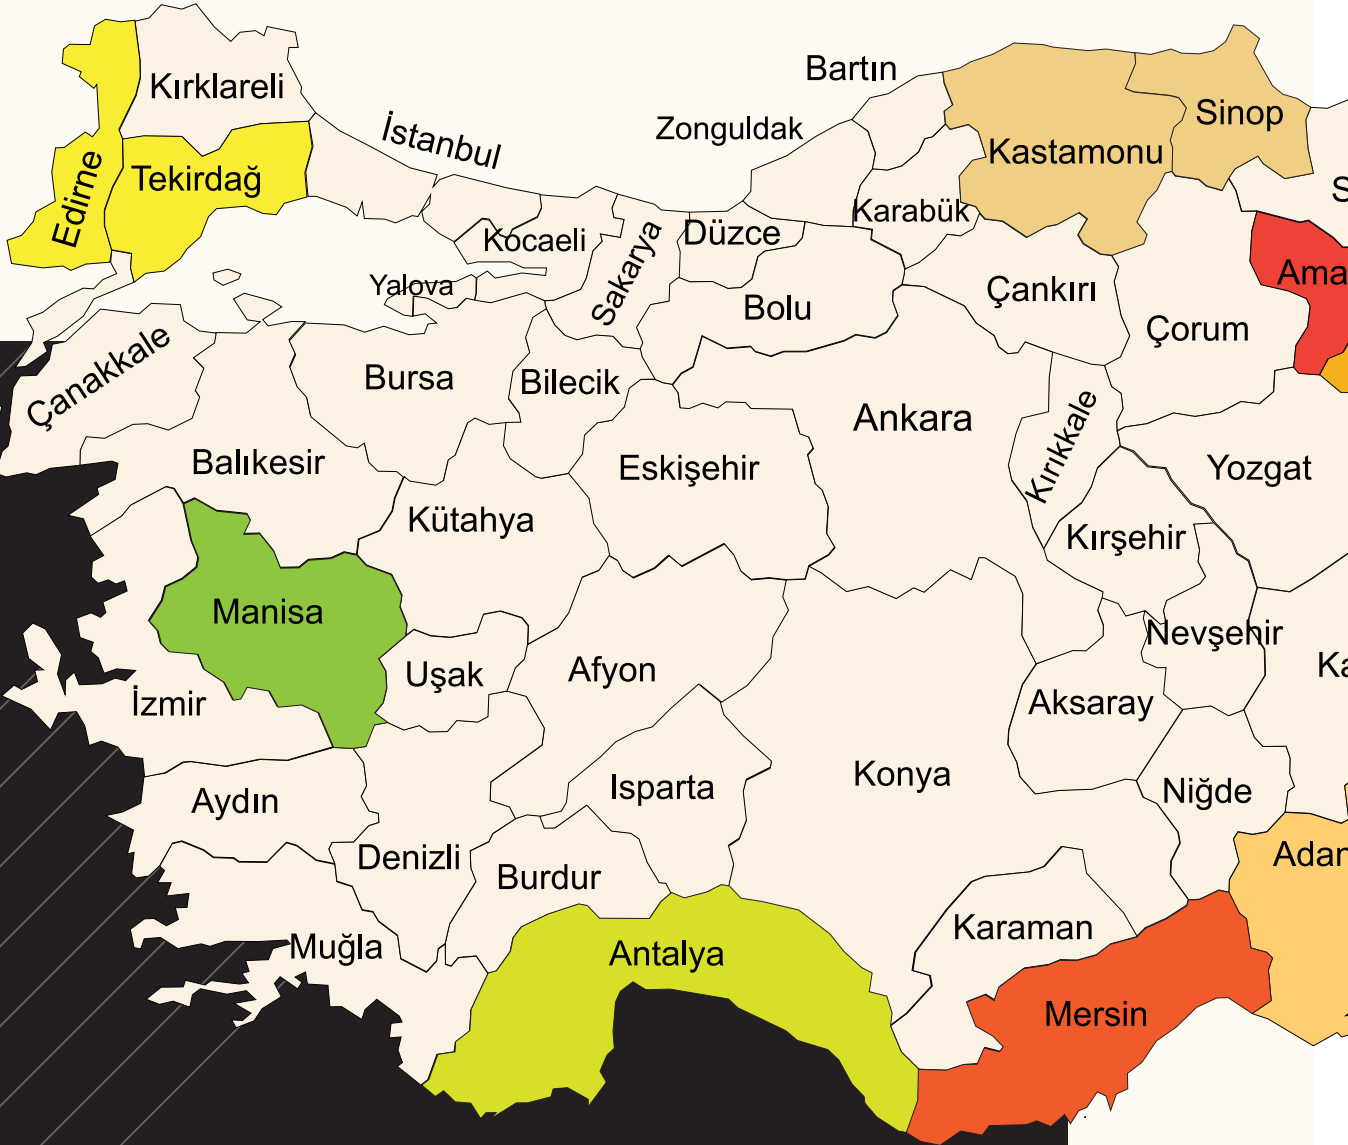 Kırklareli
Bartın
Sinop
Zonguldak
İstanbul
Kastamonu
Tekirdağ
Edirne
Karabük
Düzce
Kocaeli
Sakarya
Yalova
Çankırı
Ama
Bolu
Çorum
Çanakkale
Bursa
Bilecik
Ankara
Kırıkkale
Balıkesir
Eskişehir
Yozgat
Kütahya
Kırşehir
Manisa
Nevşehir
Uşak
Afyon
Ka
İzmir
Aksaray
Konya
Isparta
Niğde
Aydın
Denizli
Adan
Burdur
Karaman
Muğla
Antalya
Mersin